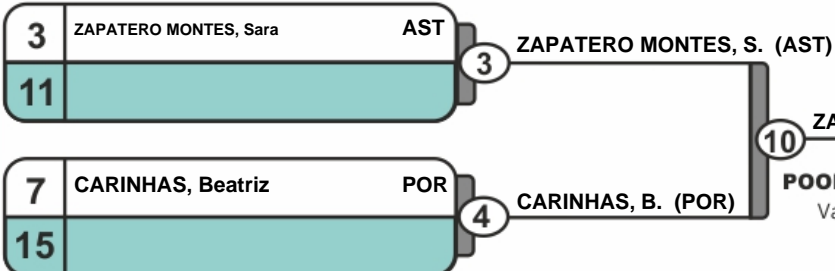 3 ZAPATERO MONTES, Sara AST
11
3
ZAPATERO MONTES, S. (AST)
10
7 CARINHAS, Beatriz POR
15
4
CARINHAS, B. (POR)